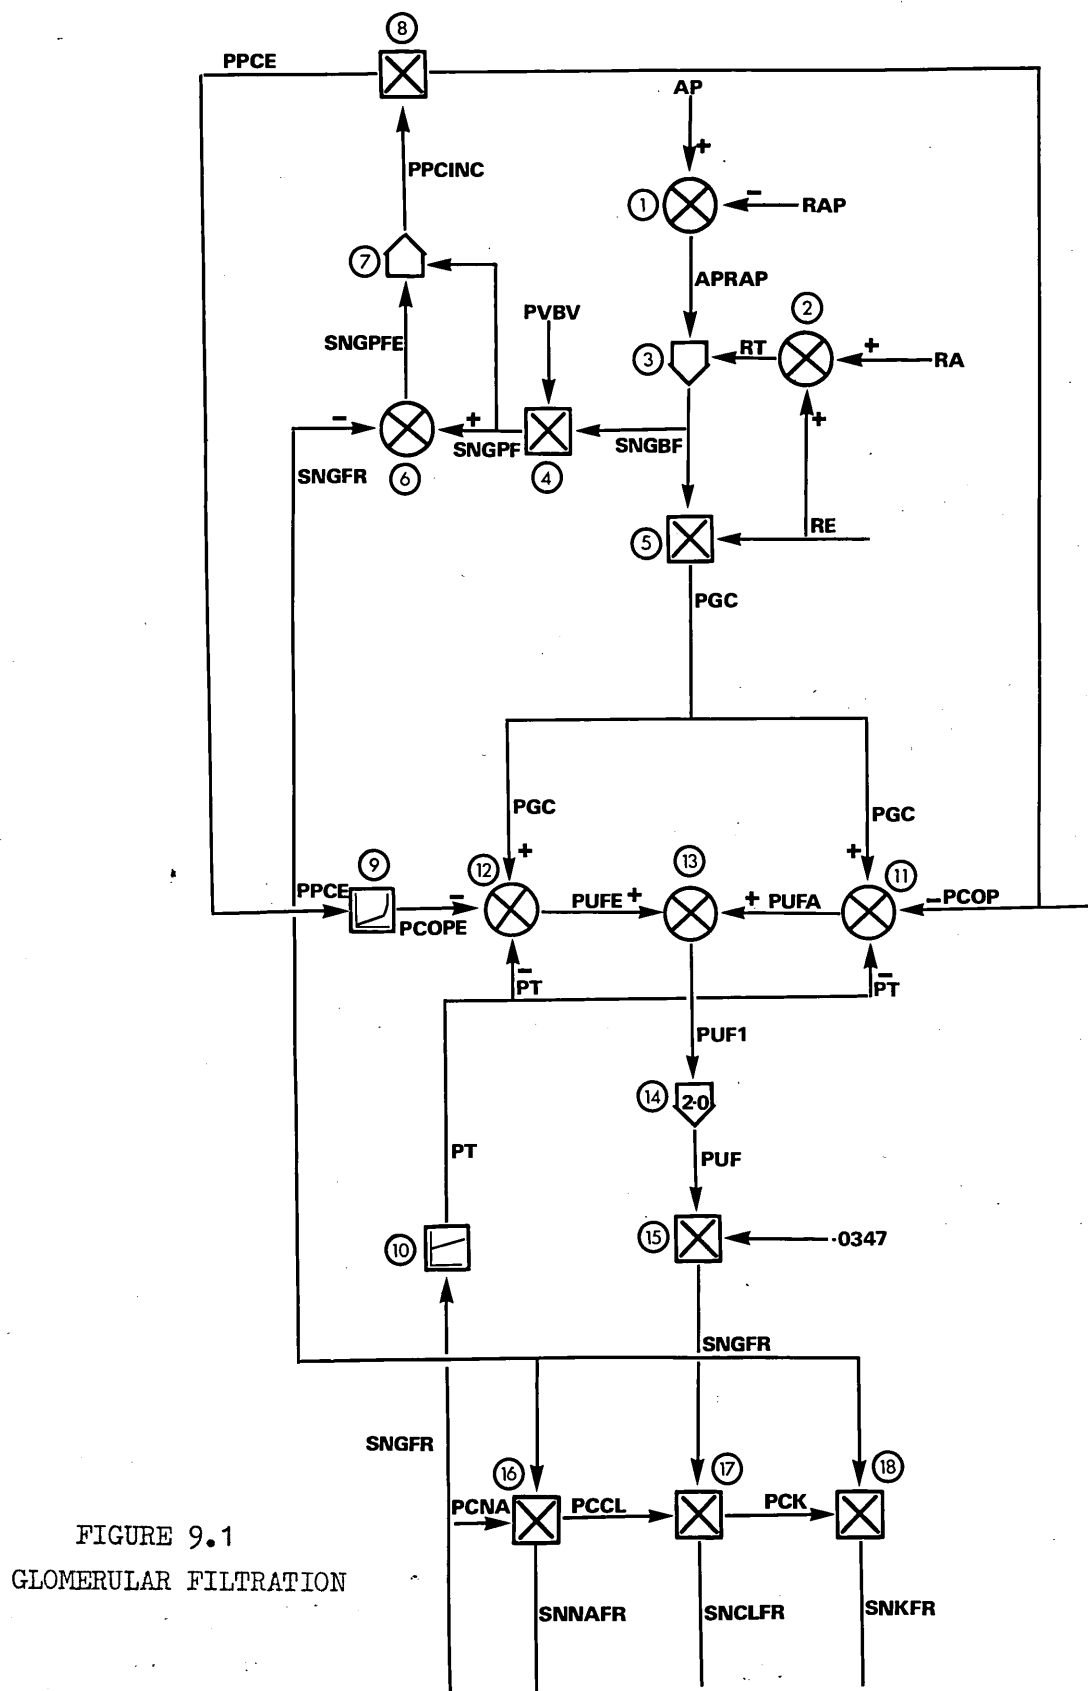 8
PPCE
AP
+
PPCINC
1
-
RAP
7
APRAP
2
PVBV
SNGPFE
3
RT
+
RA
-
+
+
SNGPF
SNGBF
SNGFR
6
4
5
RE
PGC
PGC
PGC
+
+
9
12
13
11
PPCE
-
PUFE
+
+
PUFA
-
PCOP
PCOPE
-
PT
-
PT
PUF1
14
2.0
PT
PUF
10
15
.0347
SNGFR
SNGFR
16
17
18
PCNA
PCCL
PCK
FIGURE 9.1
GLOMERULAR FILTRATION
SNNAFR
SNCLFR
SNKFR